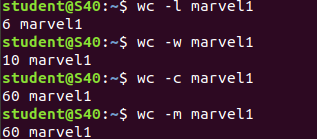 student@S40:~$ wc -l marvel1
6 marvel1
student@S40:~$ wc -w marvel1
10 marvel1
student@S40:~$ wc -c marvel1
60 marvel1
student@S40:~$ wc -m marvel1
60 marvel1